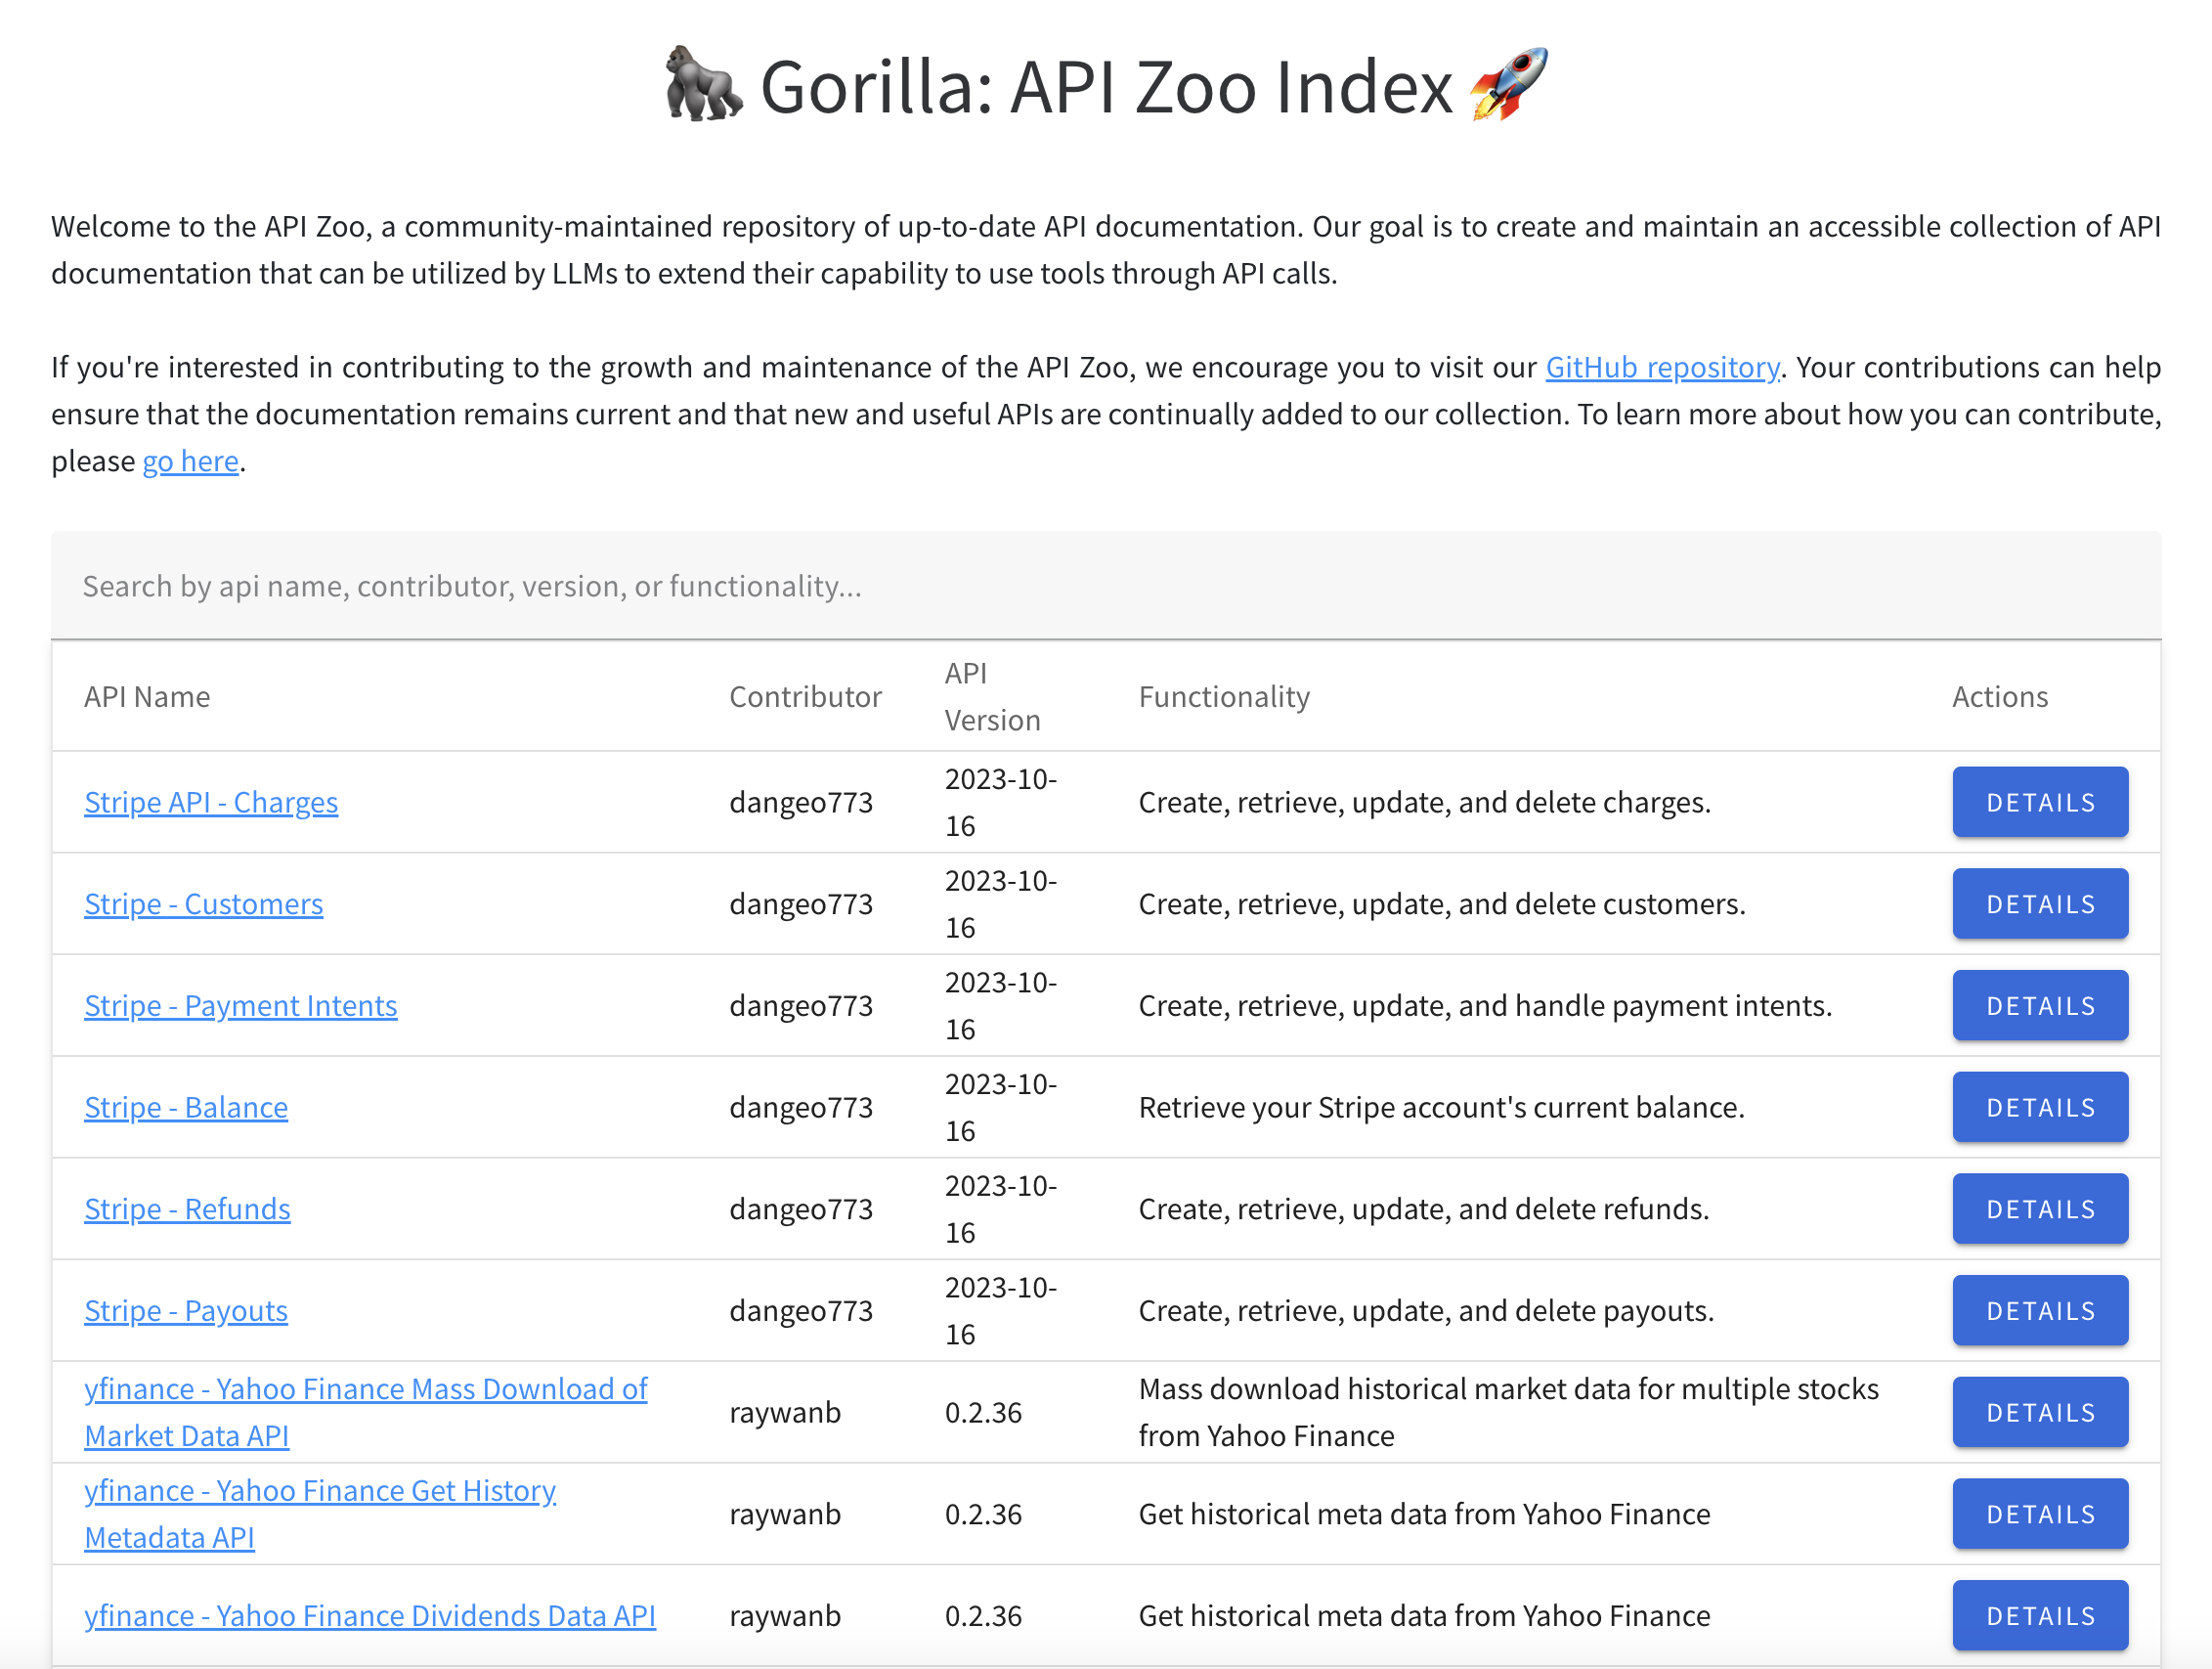 Gorilla: API Zoo Index
Welcome to the API Zoo, a community-maintained repository of up-to-date API documentation. Our goal is to create and maintain an accessible collection of API
documentation that can be utilized by LLMs to extend their capability to use tools through API calls.
If you're interested in contributing to the growth and maintenance of the API Zoo, we encourage you to visit our GitHub repository. Your contributions can help
ensure that the documentation remains current and that new and useful APIs are continually added to our collection. To learn more about how you can contribute,
please go here.
Search by api name, contributor, version, or functionality...
API Name Contributor API Version Functionality Actions
Stripe API - Charges dangeo773 2023-10-16 Create, retrieve, update, and delete charges. DETAILS
Stripe - Customers dangeo773 2023-10-16 Create, retrieve, update, and delete customers. DETAILS
Stripe - Payment Intents dangeo773 2023-10-16 Create, retrieve, update, and handle payment intents. DETAILS
Stripe - Balance dangeo773 2023-10-16 Retrieve your Stripe account's current balance. DETAILS
Stripe - Refunds dangeo773 2023-10-16 Create, retrieve, update, and delete refunds. DETAILS
Stripe - Payouts dangeo773 2023-10-16 Create, retrieve, update, and delete payouts. DETAILS
yfinance - Yahoo Finance Mass Download of Market Data API raywanb 0.2.36 Mass download historical market data for multiple stocks from Yahoo Finance DETAILS
yfinance - Yahoo Finance Get History Metadata API raywanb 0.2.36 Get historical meta data from Yahoo Finance DETAILS
yfinance - Yahoo Finance Dividends Data API raywanb 0.2.36 Get historical meta data from Yahoo Finance DETAILS